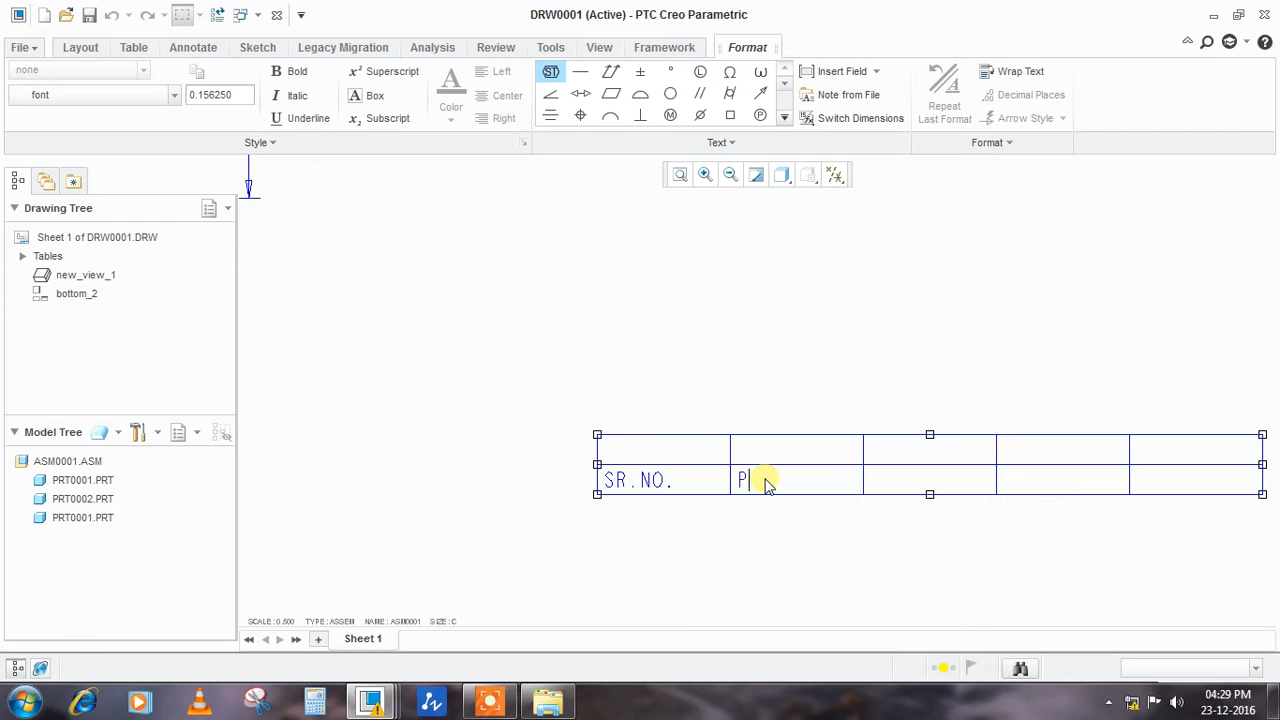 DRW0001 (Active) - PTC Creo Parametric
File
Layout
Table
Annotate
Sketch
Legacy Migration
Analysis
Review
Tools
View
Framework
Format
none
Bold
Superscript
Left
font
0.156250
Italic
Box
Color
Center
Underline
Subscript
Right
Style
Insert Field
Note from File
Switch Dimensions
Text
Repeat
Last Format
Wrap Text
Decimal Places
Arrow Style
Format
Drawing Tree
Sheet 1 of DRW0001.DRW
Tables
new_view_1
bottom_2
Model Tree
ASM0001.ASM
PRT0001.PRT
PRT0002.PRT
PRT0001.PRT
SR.NO.
P
SCALE : 0.500 TYPE : ASSEM NAME : ASM0001 SIZE : C
Sheet 1
04:29 PM
23-12-2016